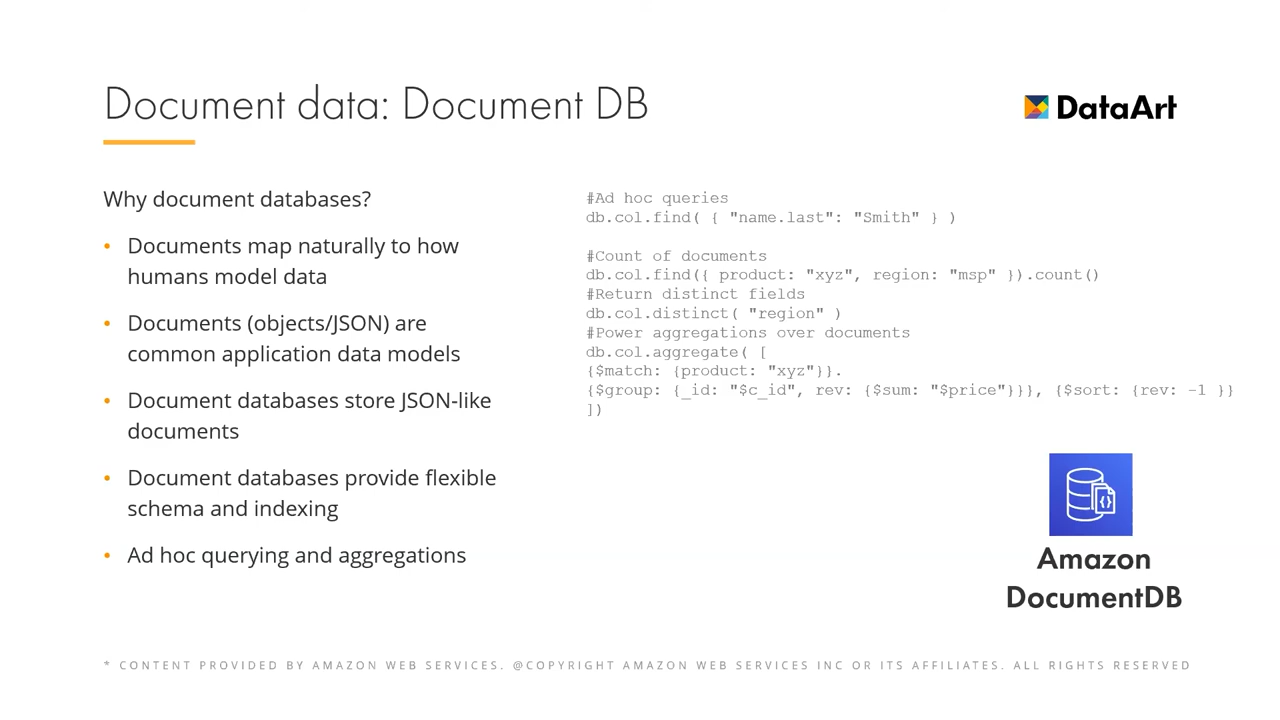 Document data: Document DB
DataArt
Why document databases?
• Documents map naturally to how
humans model data
• Documents (objects/JSON) are
common application data models
• Document databases store JSON-like
documents
• Document databases provide flexible
schema and indexing
• Ad hoc querying and aggregations
#Ad hoc queries
db.col.find( { "name.last": "Smith" } )
#Count of documents
db.col.find({ product: "xyz", region: "msp" }).count()
#Return distinct fields
db.col.distinct( "region" )
#Power aggregations over documents
db.col.aggregate( [
{$match: {product: "xyz"}}.
{$group: {_id: "$c_id", rev: {$sum: "$price"}}}, {$sort: {rev: -1 }}
])
Amazon
DocumentDB
* CONTENT PROVIDED BY AMAZON WEB SERVICES. @COPYRIGHT AMAZON WEB SERVICES INC OR ITS AFFILIATES. ALL RIGHTS RESERVED